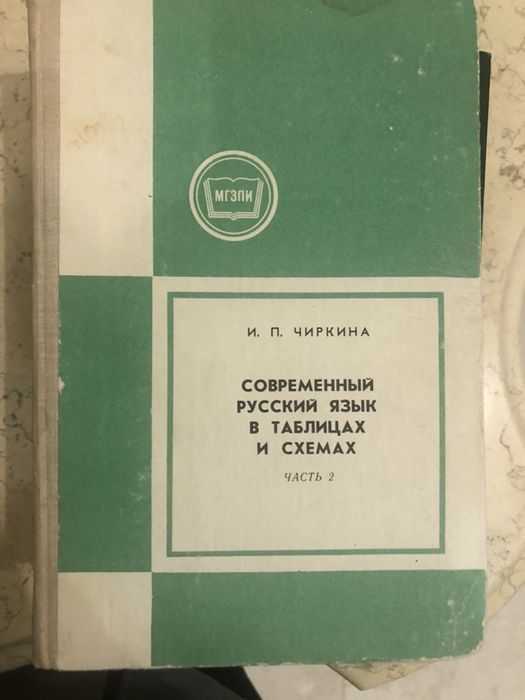 МГЗПИ
И. П. ЧИРКИНА
СОВРЕМЕННЫЙ
РУССКИЙ ЯЗЫК
В ТАБЛИЦАХ
И СХЕМАХ
ЧАСТЬ 2